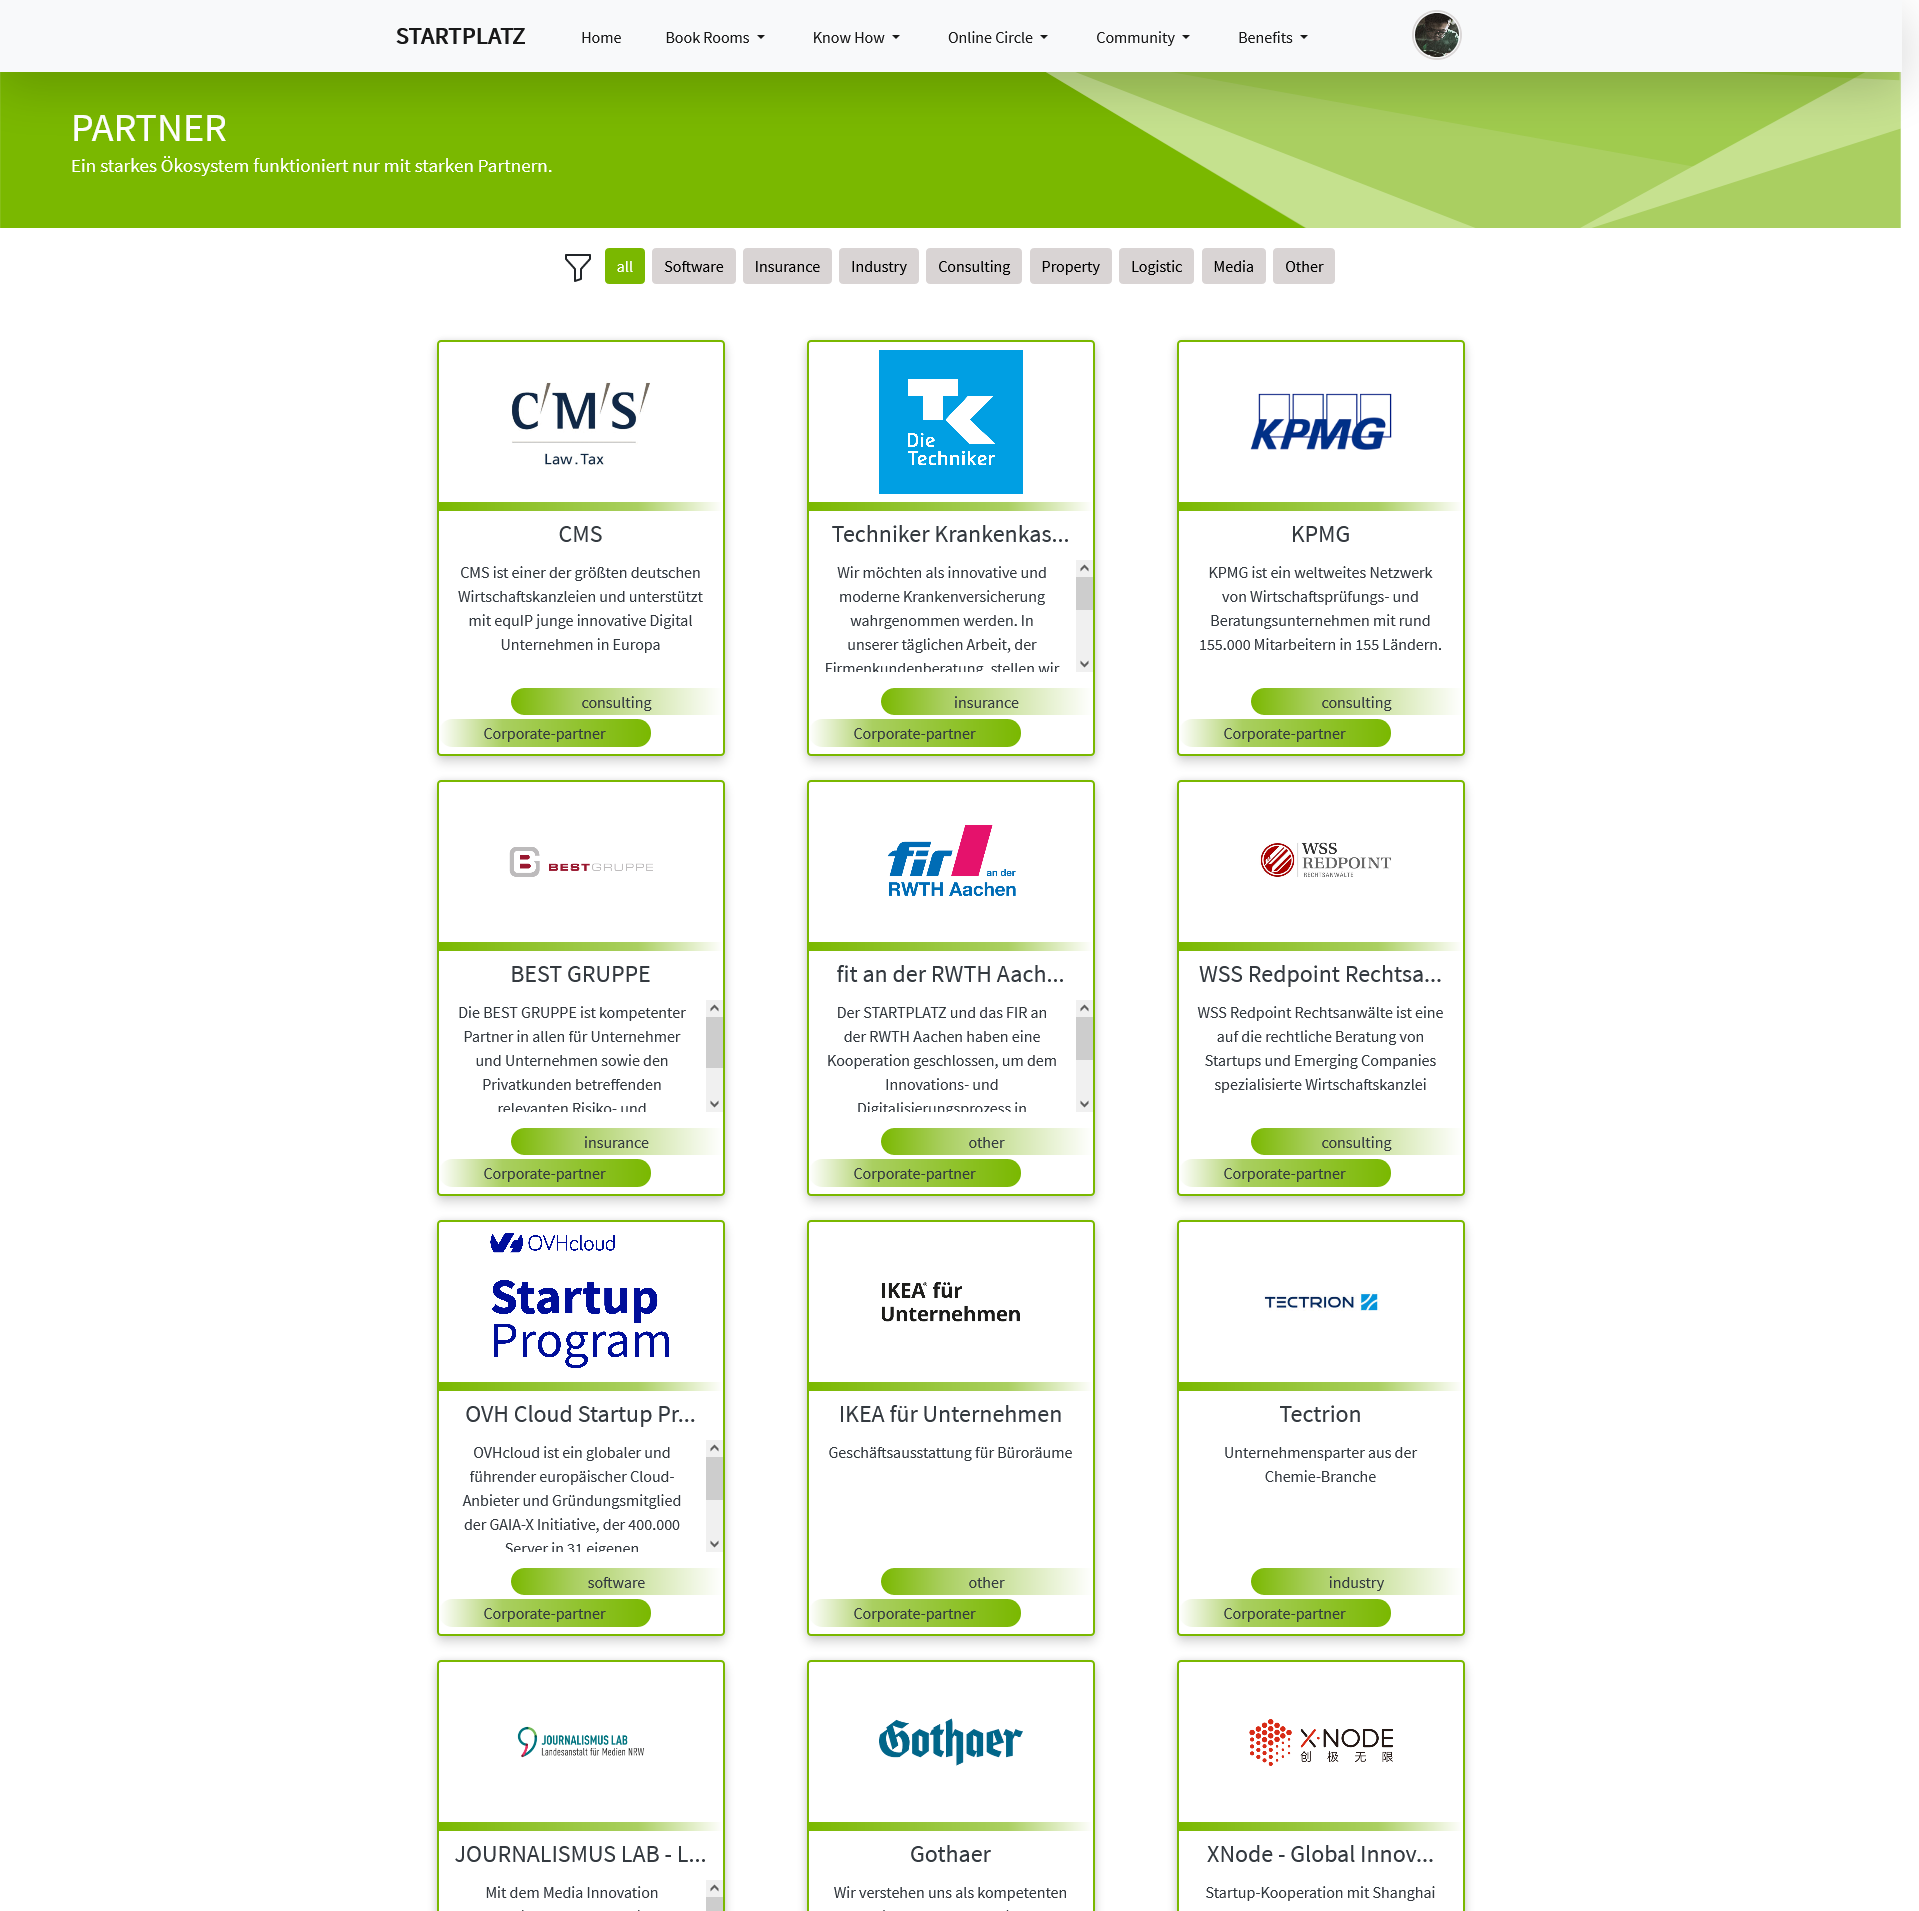 STARTPLATZ
Home
Book Rooms
Know How
Online Circle
Community
Benefits
PARTNER
Ein starkes Ökosystem funktioniert nur mit starken Partnern.
all
Software
Insurance
Industry
Consulting
Property
Logistic
Media
Other
C/M/S/
Law.Tax
CMS
CMS ist einer der größten deutschen
Wirtschaftskanzleien und unterstützt
mit equIP junge innovative Digital
Unternehmen in Europa
consulting
Corporate-partner
TK
Die
Techniker
Techniker Krankenkas...
Wir möchten als innovative und
moderne Krankenversicherung
wahrgenommen werden. In
unserer täglichen Arbeit, der
Firmenkundenberatung, stellen wir
insurance
Corporate-partner
KPMG
KPMG
KPMG ist ein weltweites Netzwerk
von Wirtschaftsprüfungs- und
Beratungsunternehmen mit rund
155.000 Mitarbeitern in 155 Ländern.
consulting
Corporate-partner
BESTGRUPPE
BEST GRUPPE
Die BEST GRUPPE ist kompetenter
Partner in allen für Unternehmer
und Unternehmen sowie den
Privatkunden betreffenden
relevanten Risiko- und
insurance
Corporate-partner
fir an der
RWTH Aachen
fit an der RWTH Aach...
Der STARTPLATZ und das FIR an
der RWTH Aachen haben eine
Kooperation geschlossen, um dem
Innovations- und
Digitalisierungsprozess in
other
Corporate-partner
WSS
REDPOINT
RECHTSANWÄLTE
WSS Redpoint Rechtsa...
WSS Redpoint Rechtsanwälte ist eine
auf die rechtliche Beratung von
Startups und Emerging Companies
spezialisierte Wirtschaftskanzlei
consulting
Corporate-partner
OVHcloud
Startup
Program
OVH Cloud Startup Pr...
OVHcloud ist ein globaler und
führender europäischer Cloud-
Anbieter und Gründungsmitglied
der GAIA-X Initiative, der 400.000
Server in 31 eigenen
software
Corporate-partner
IKEA® für
Unternehmen
IKEA für Unternehmen
Geschäftsausstattung für Büroräume
other
Corporate-partner
TECTRION
Tectrion
Unternehmensparter aus der
Chemie-Branche
industry
Corporate-partner
JOURNALISMUS LAB
Landesanstalt für Medien NRW
JOURNALISMUS LAB - L...
Mit dem Media Innovation
Gothaer
Gothaer
Wir verstehen uns als kompetenten
X·NODE
创极无限
XNode - Global Innov...
Startup-Kooperation mit Shanghai